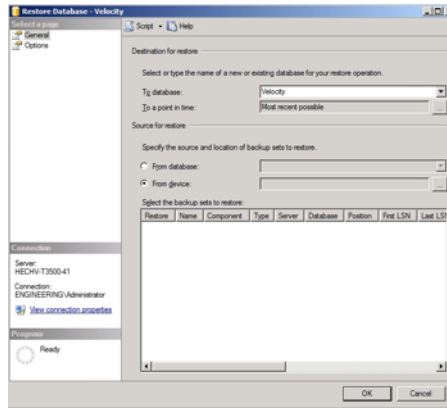 Restore Database - Velocity
Select a page
General
Options
Script
Help
Destination for restore
Select or type the name of a new or existing database for your restore operation.
To database:
Velocity
To a point in time:
Most recent possible
...
Source for restore
Specify the source and location of backup sets to restore.
From database:
From device:
...
Select the backup sets to restore:
Restore Name Component Type Server Database Position First LSN Last LSN
Connection
Server:
HECHV-T3500-41
Connection:
ENGINEERING\Administrator
View connection properties
Progress
Ready
OK
Cancel